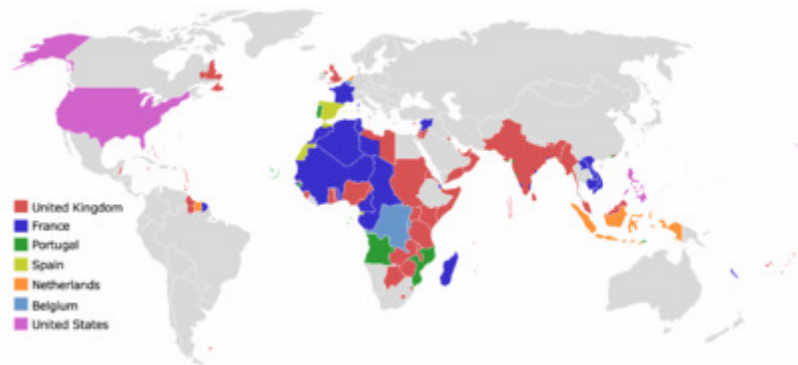 United Kingdom
France
Portugal
Spain
Netherlands
Belgium
United States